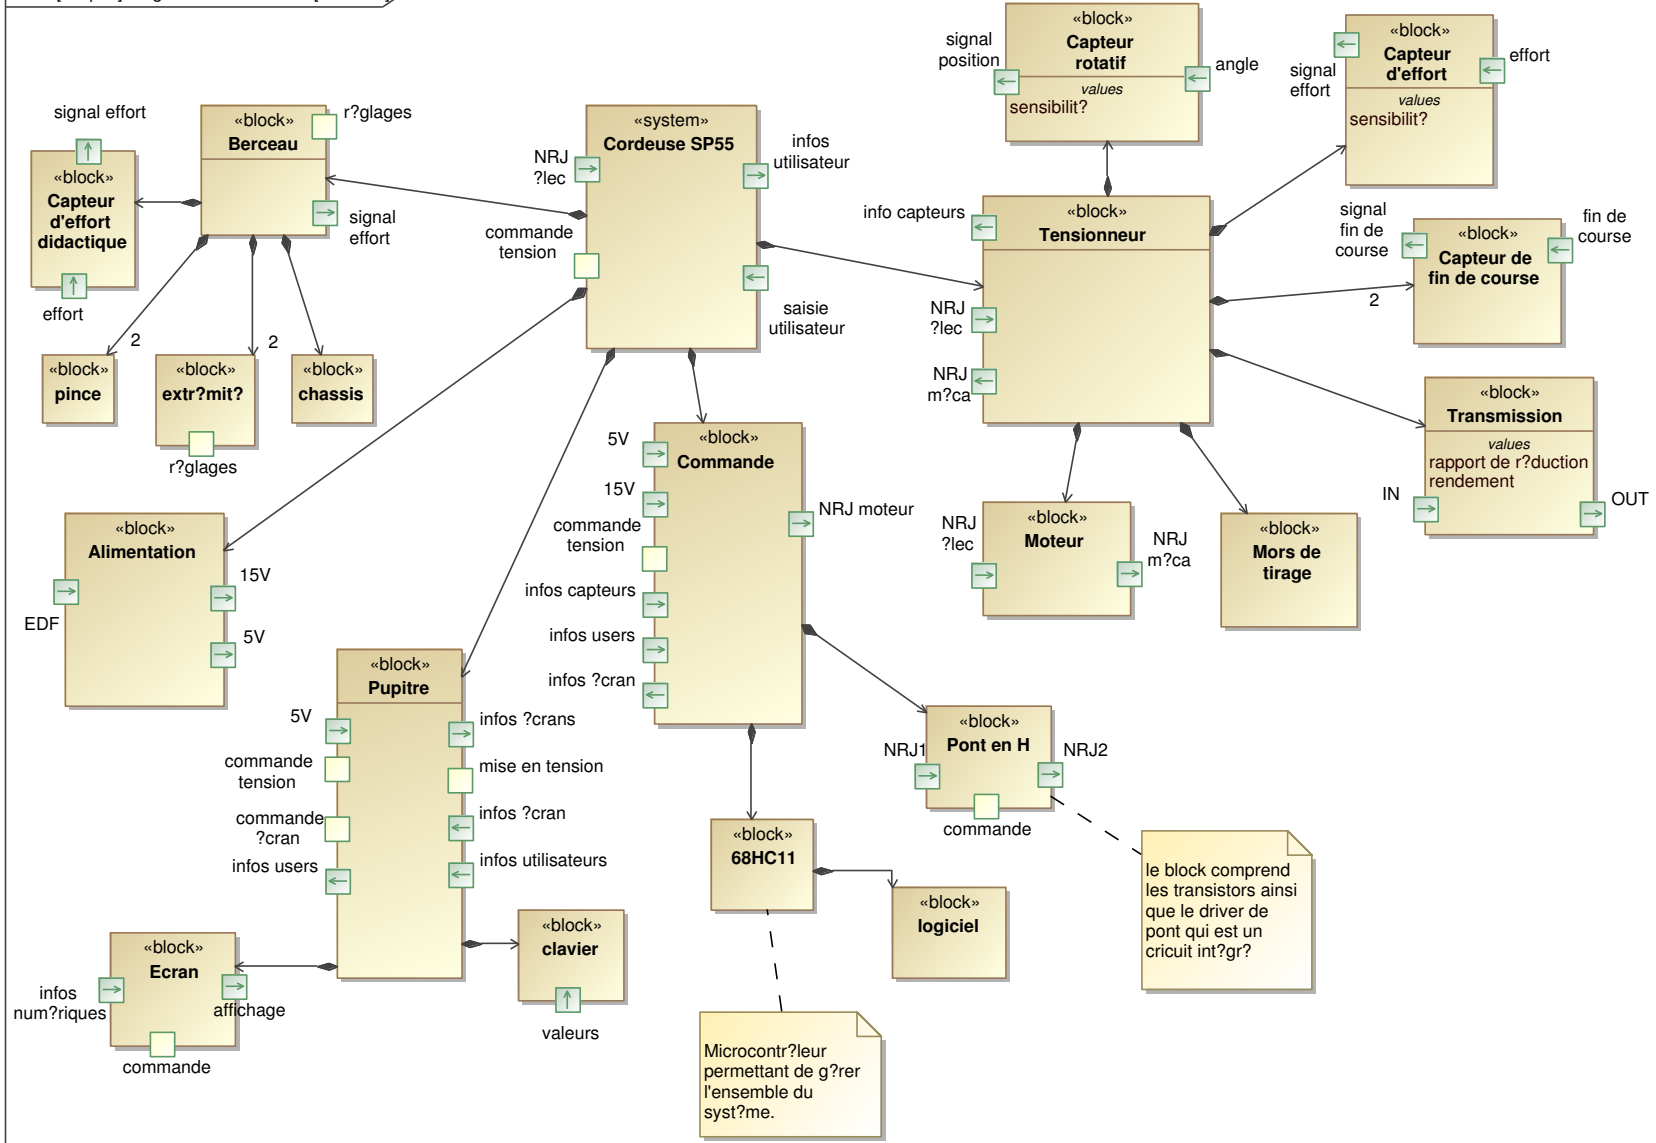 «block»
Capteur
rotatif
values
sensibilit?
signal
position
angle
«block»
Capteur
d'effort
values
sensibilit?
signal
effort
effort
signal effort
«block»
Berceau
r?glages
signal
effort
«block»
Capteur
d'effort
didactique
effort
«system»
Cordeuse SP55
NRJ
?lec
infos
utilisateur
commande
tension
saisie
utilisateur
info capteurs
«block»
Tensionneur
NRJ
?lec
NRJ
m?ca
signal
fin de
course
«block»
Capteur de
fin de course
fin de
course
2
2
2
«block»
pince
«block»
extr?mit?
r?glages
«block»
chassis
«block»
Transmission
values
rapport de r?duction
rendement
IN
OUT
«block»
Commande
5V
15V
commande
tension
infos capteurs
infos users
infos ?cran
NRJ moteur
NRJ
?lec
«block»
Moteur
NRJ
m?ca
«block»
Mors de
tirage
«block»
Alimentation
EDF
15V
5V
«block»
Pupitre
5V
commande
tension
commande
?cran
infos users
infos ?crans
mise en tension
infos ?cran
infos utilisateurs
«block»
Pont en H
NRJ1
NRJ2
commande
«block»
68HC11
«block»
logiciel
le block comprend
les transistors ainsi
que le driver de
pont qui est un
cricuit int?gr?
«block»
Ecran
infos
num?riques
affichage
commande
«block»
clavier
valeurs
Microcontr?leur
permettant de g?rer
l'ensemble du
syst?me.